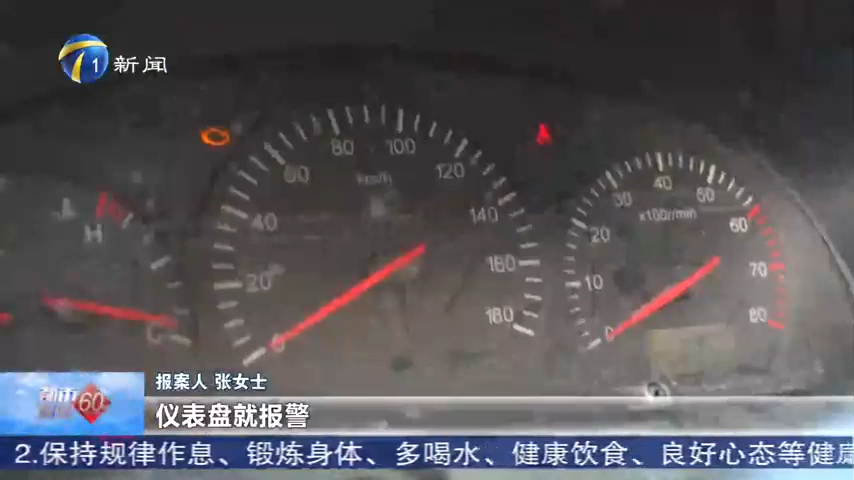 1 新闻
80 100
60 km/h 120
40 140
20 160
0 180
H
C
30 40 50
20 x100r/min 60
10 70
0 80
都市 60
报案人 张女士
仪表盘就报警
2.保持规律作息、锻炼身体、多喝水、健康饮食、良好心态等健康